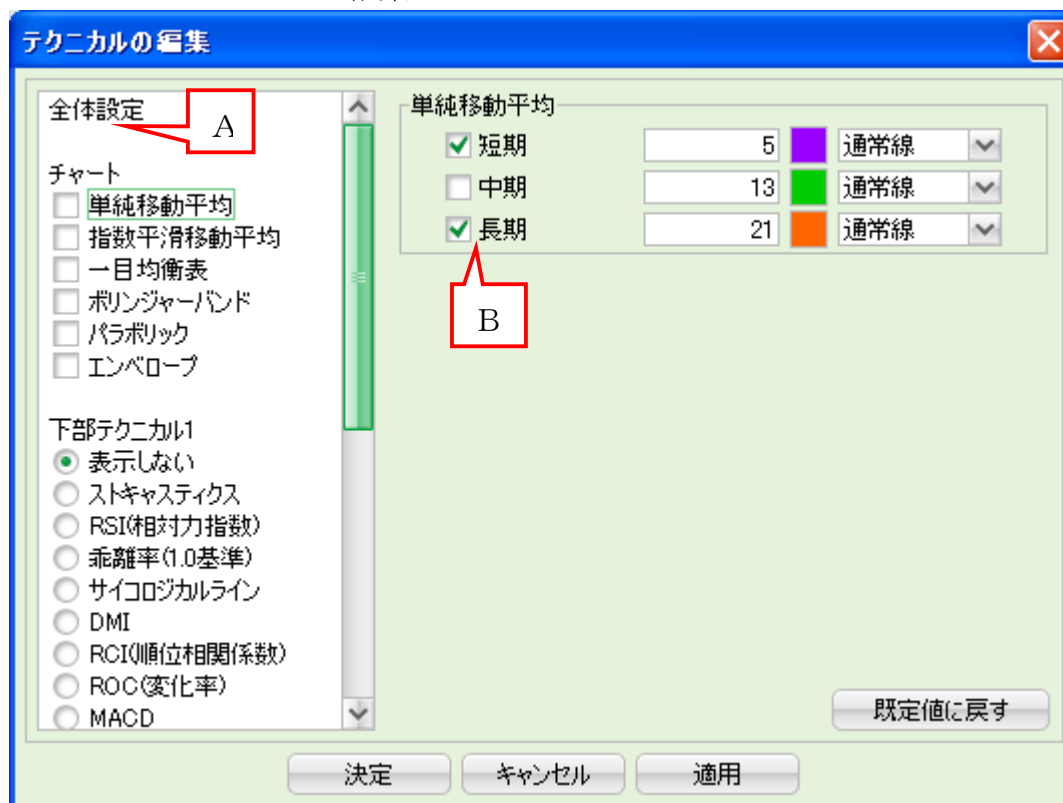 テクニカルの編集
全体設定
A
チャート
単純移動平均
指数平滑移動平均
一目均衡表
ボリンジャーバンド
パラボリック
エンベロープ
下部テクニカル1
表示しない
ストキャスティクス
RSI(相対力指数)
乖離率(1.0基準)
サイコロジカルライン
DMI
RCI(順位相関係数)
ROC(変化率)
MACD
単純移動平均
短期 5 通常線
中期 13 通常線
長期 21 通常線
B
既定値に戻す
決定 キャンセル 適用